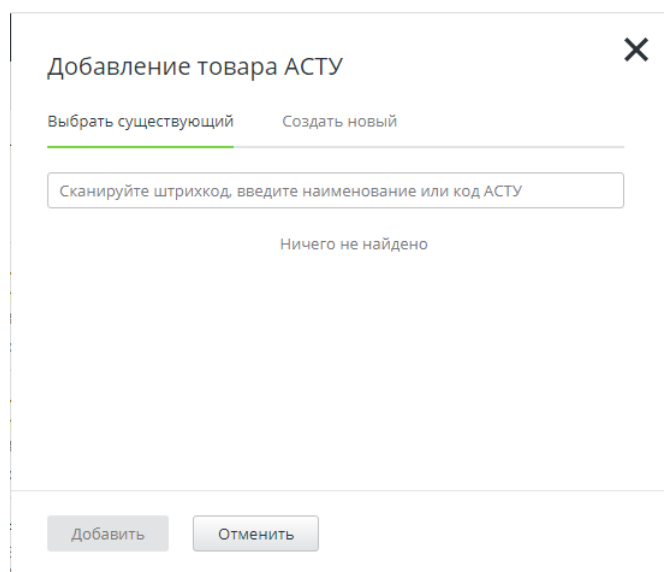 Добавление товара АСТУ
Выбрать существующий Создать новый
Сканируйте штрихкод, введите наименование или код АСТУ
Ничего не найдено
Добавить Отменить